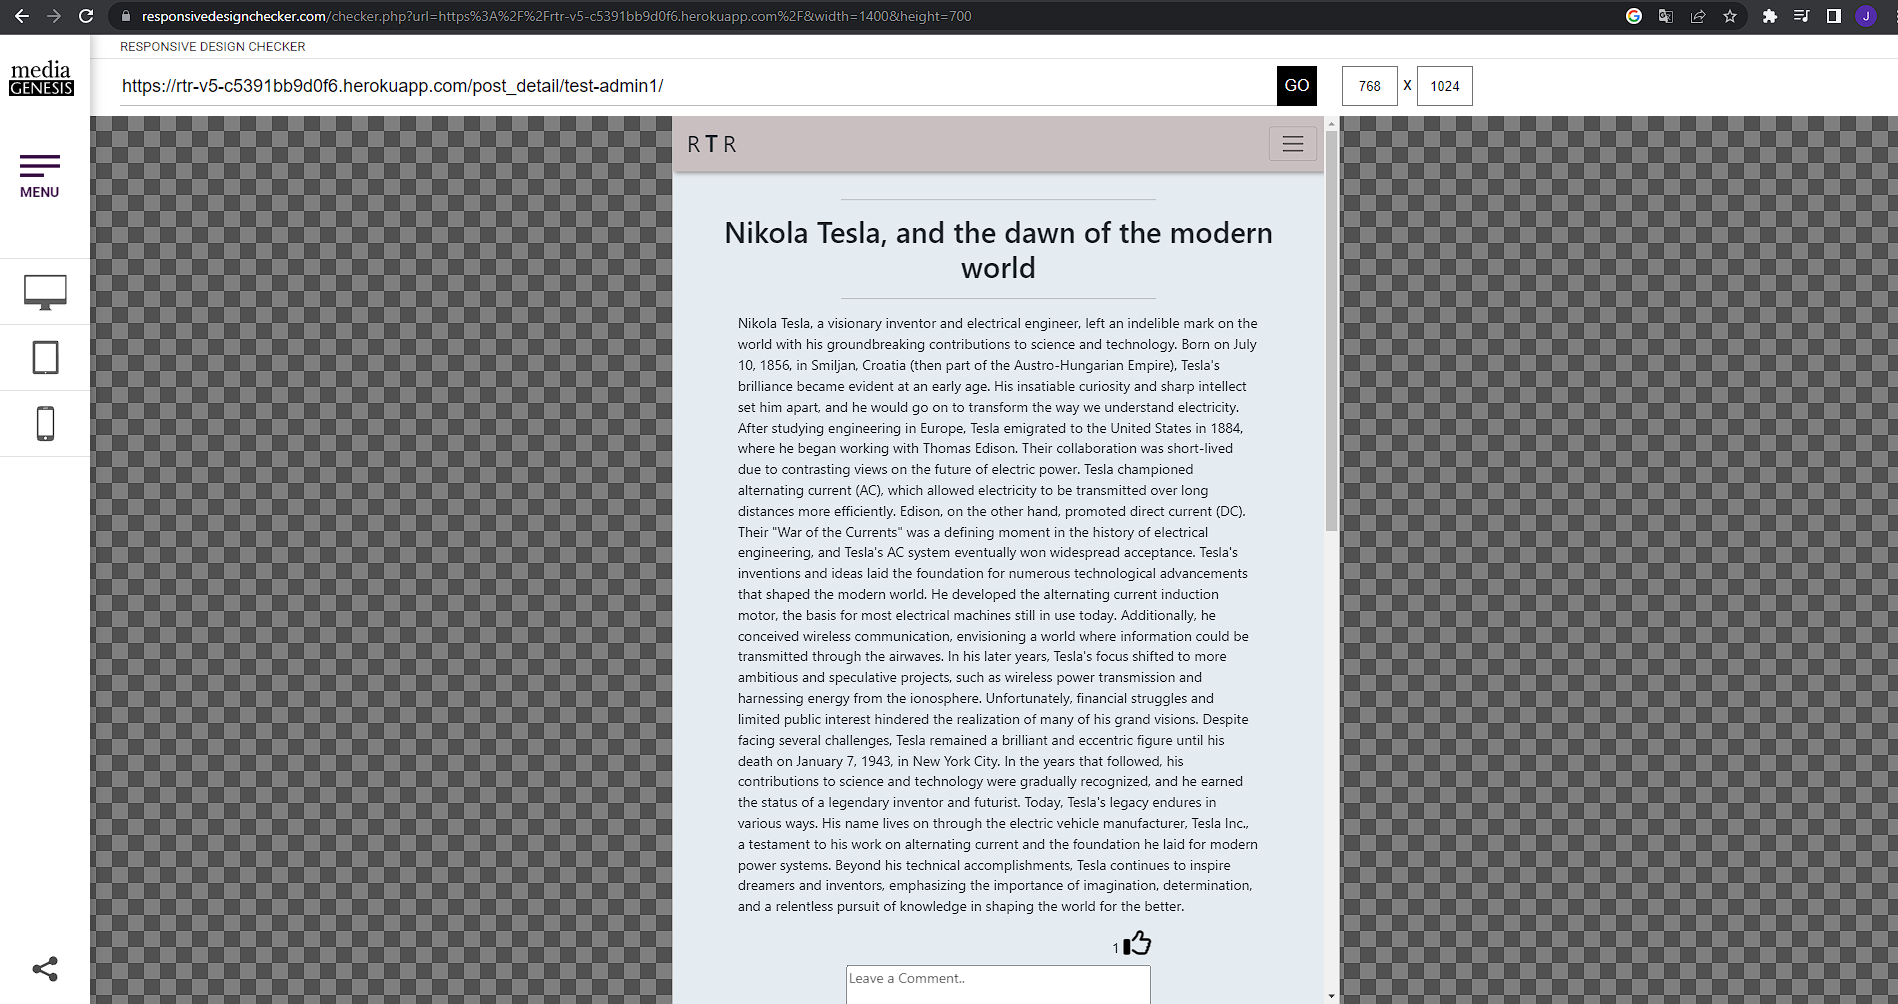 responsivedesignchecker.com/checker.php?url=https%3A%2F%2Frtr-v5-c5391bb9d0f6.herokuapp.com%2F&width=1400&height=700
J
RESPONSIVE DESIGN CHECKER
media
GENESIS
https://rtr-v5-c5391bb9d0f6.herokuapp.com/post_detail/test-admin1/
GO
768 X 1024
MENU
R T R
Nikola Tesla, and the dawn of the modern
world
Nikola Tesla, a visionary inventor and electrical engineer, left an indelible mark on the
world with his groundbreaking contributions to science and technology. Born on July
10, 1856, in Smiljan, Croatia (then part of the Austro-Hungarian Empire), Tesla's
brilliance became evident at an early age. His insatiable curiosity and sharp intellect
set him apart, and he would go on to transform the way we understand electricity.
After studying engineering in Europe, Tesla emigrated to the United States in 1884,
where he began working with Thomas Edison. Their collaboration was short-lived
due to contrasting views on the future of electric power. Tesla championed
alternating current (AC), which allowed electricity to be transmitted over long
distances more efficiently. Edison, on the other hand, promoted direct current (DC).
Their "War of the Currents" was a defining moment in the history of electrical
engineering, and Tesla's AC system eventually won widespread acceptance. Tesla's
inventions and ideas laid the foundation for numerous technological advancements
that shaped the modern world. He developed the alternating current induction
motor, the basis for most electrical machines still in use today. Additionally, he
conceived wireless communication, envisioning a world where information could be
transmitted through the airwaves. In his later years, Tesla's focus shifted to more
ambitious and speculative projects, such as wireless power transmission and
harnessing energy from the ionosphere. Unfortunately, financial struggles and
limited public interest hindered the realization of many of his grand visions. Despite
facing several challenges, Tesla remained a brilliant and eccentric figure until his
death on January 7, 1943, in New York City. In the years that followed, his
contributions to science and technology were gradually recognized, and he earned
the status of a legendary inventor and futurist. Today, Tesla's legacy endures in
various ways. His name lives on through the electric vehicle manufacturer, Tesla Inc.,
a testament to his work on alternating current and the foundation he laid for modern
power systems. Beyond his technical accomplishments, Tesla continues to inspire
dreamers and inventors, emphasizing the importance of imagination, determination,
and a relentless pursuit of knowledge in shaping the world for the better.
1
Leave a Comment..